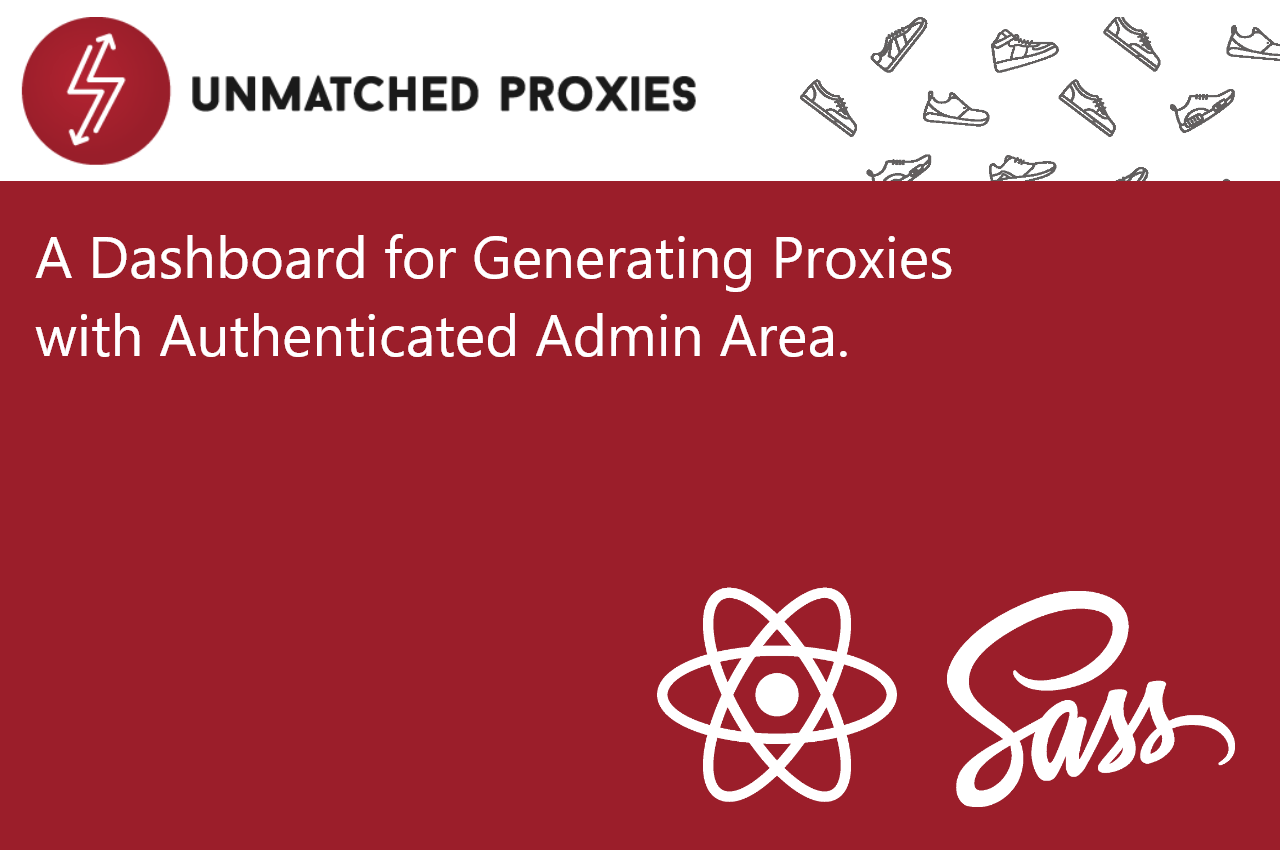 UNMATCHED PROXIES
A Dashboard for Generating Proxies
with Authenticated Admin Area.
Sass